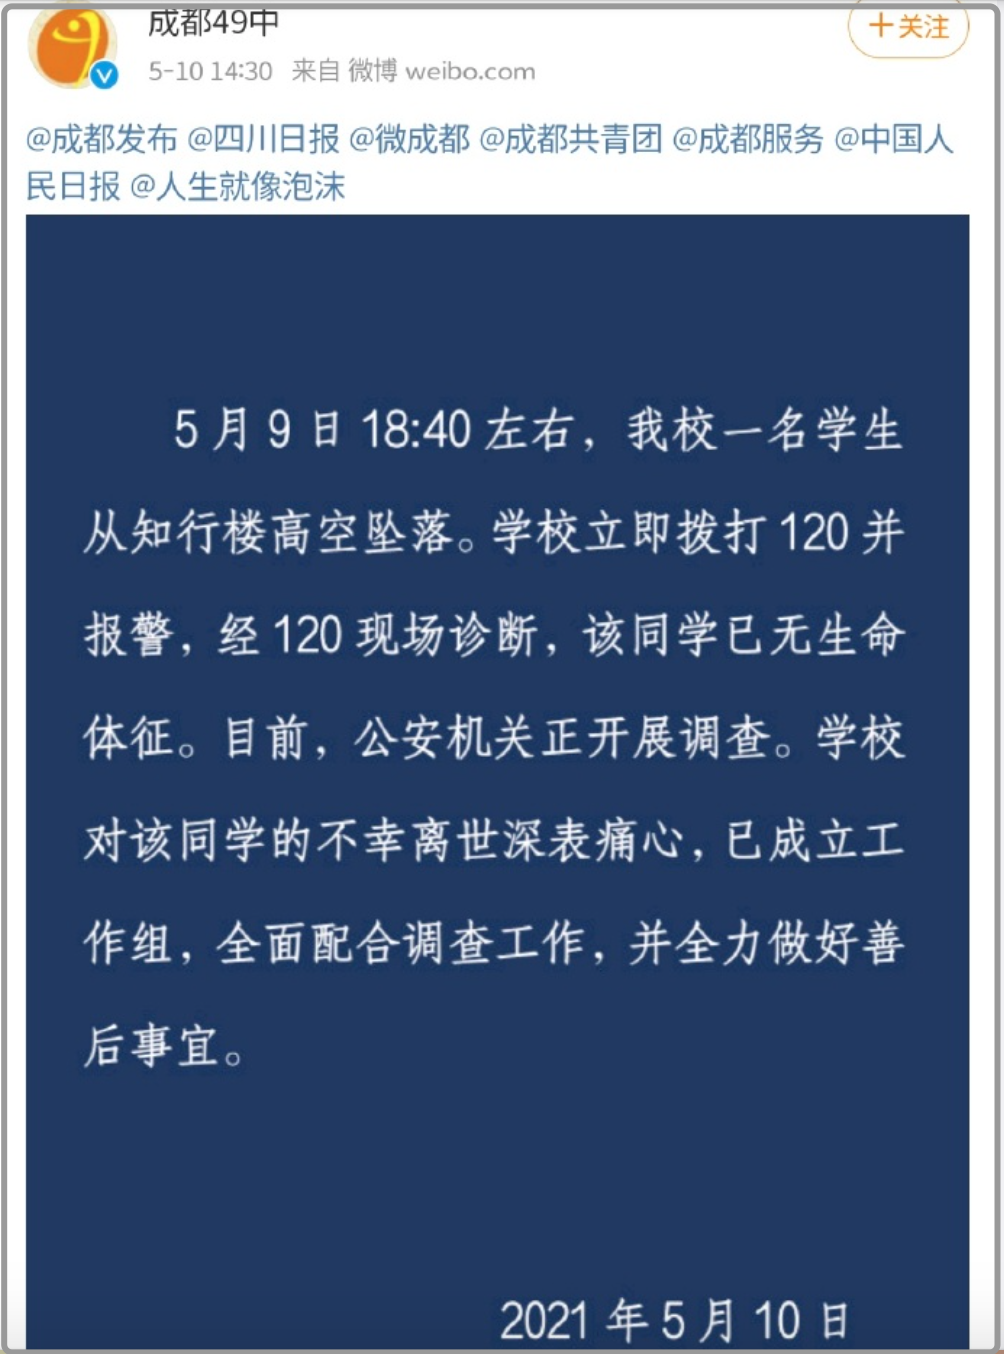 成都49中
+关注
5-10 14:30 来自 微博 weibo.com
@成都发布 @四川日报 @微成都 @成都共青团 @成都服务 @中国人
民日报 @人生就像泡沫
5月9日18:40左右，我校一名学生
从知行楼高空坠落。学校立即拨打120并
报警，经120现场诊断，该同学已无生命
体征。目前，公安机关正开展调查。学校
对该同学的不幸离世深表痛心，已成立工
作组，全面配合调查工作，并全力做好善
后事宜。
2021年5月10日